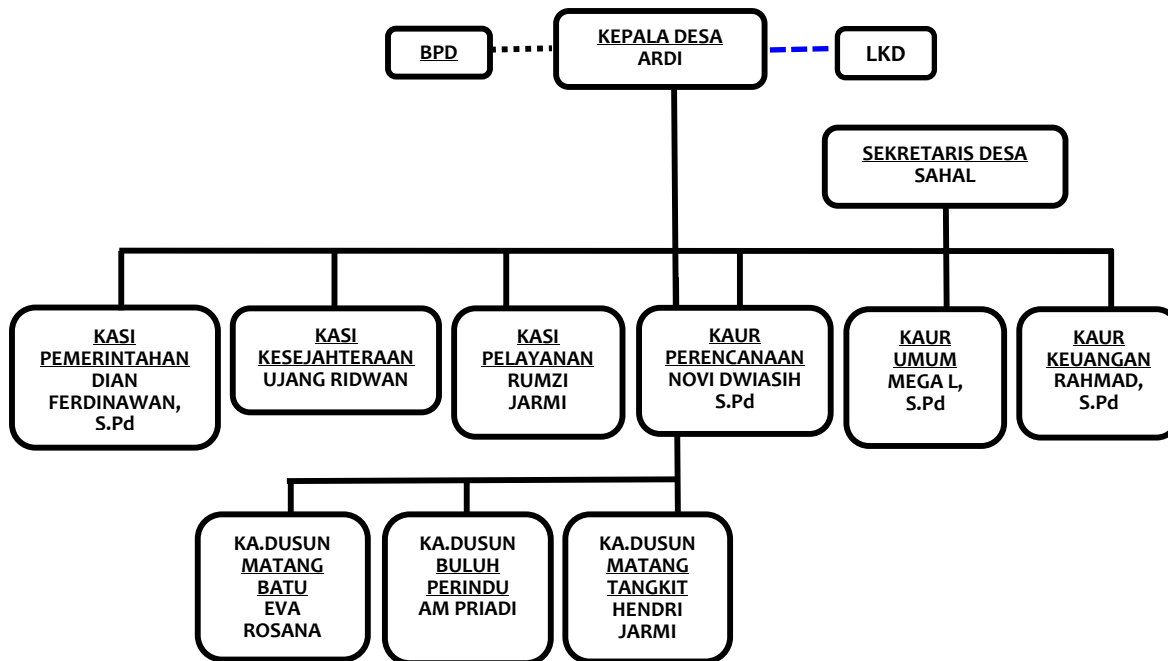 BPD
KEPALA DESA
ARDI
LKD
SEKRETARIS DESA
SAHAL
KASI
PEMERINTAHAN
DIAN
FERDINAWAN,
S.Pd
KASI
KESEJAHTERAAN
UJANG RIDWAN
KASI
PELAYANAN
RUMZI
JARMI
KAUR
PERENCANAAN
NOVI DWIASIH
S.Pd
KAUR
UMUM
MEGA L,
S.Pd
KAUR
KEUANGAN
RAHMAD,
S.Pd
KA.DUSUN
MATANG
BATU
EVA
ROSANA
KA.DUSUN
BULUH
PERINDU
AM PRIADI
KA.DUSUN
MATANG
TANGKIT
HENDRI
JARMI